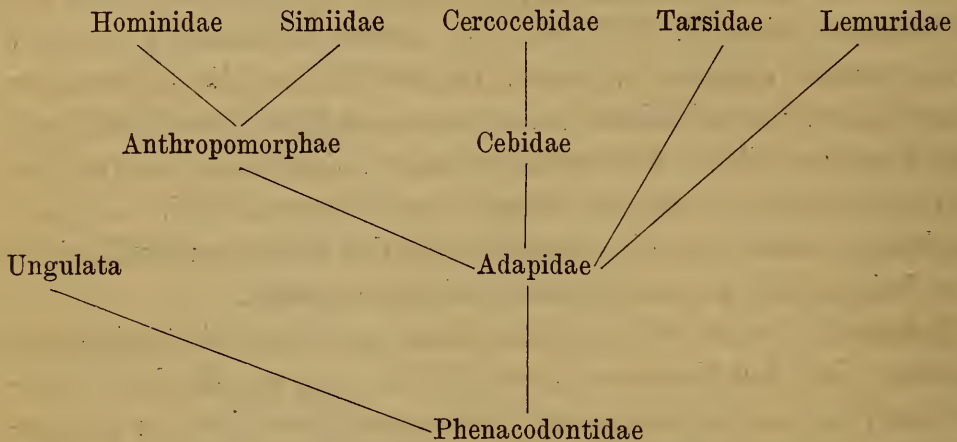 Hominidae Simiidae Cercocebidae Tarsidae Lemuridae
Anthropomorphae Cebidae
Ungulata Adapidae
Phenacodontidae